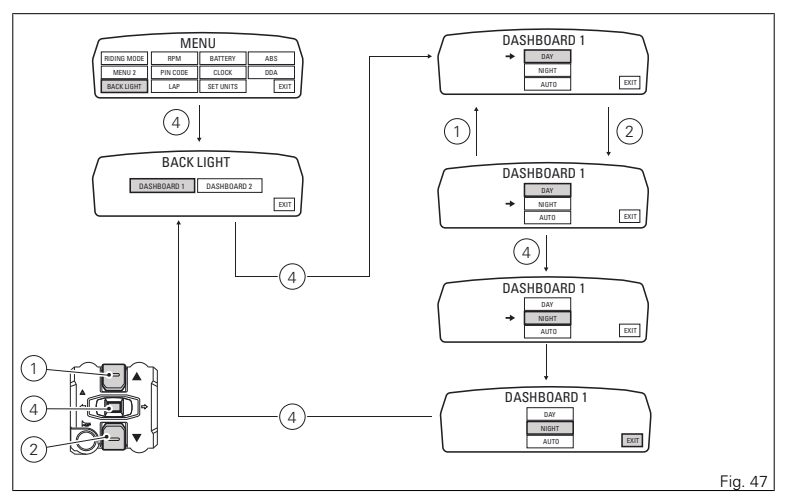 MENU
RIDING MODE RPM BATTERY ABS
MENU 2 PIN CODE CLOCK DDA
BACK LIGHT LAP SET UNITS EXIT
4
BACK LIGHT
DASHBOARD 1 DASHBOARD 2
EXIT
4
DASHBOARD 1
DAY
NIGHT
AUTO
EXIT
1
2
DASHBOARD 1
DAY
NIGHT
AUTO
EXIT
4
DASHBOARD 1
DAY
NIGHT
AUTO
EXIT
DASHBOARD 1
DAY
NIGHT
AUTO
EXIT
4
1
4
2
Fig. 47